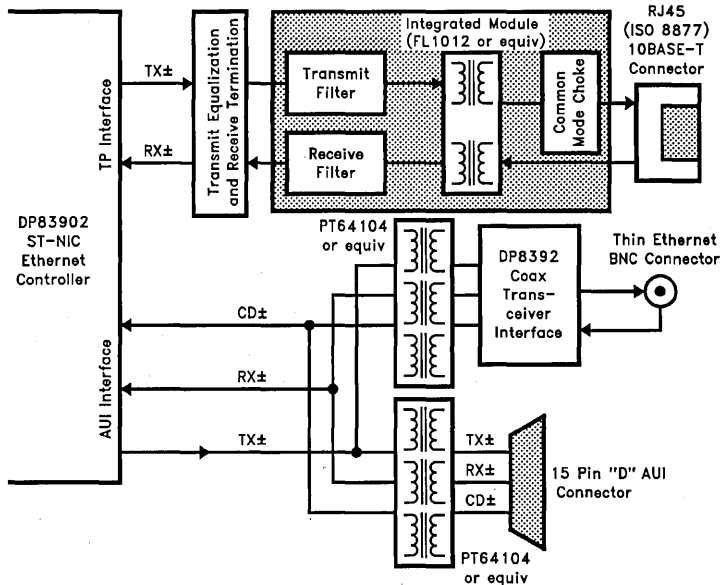 DP83902
ST-NIC
Ethernet
Controller
TP Interface
AUI Interface
TX±
RX±
Transmit Equalization
and Receive Termination
Integrated Module
(FL1012 or equiv)
Transmit
Filter
Receive
Filter
Common
Mode Choke
RJ45
(ISO 8877)
10BASE-T
Connector
PT64104
or equiv
DP8392
Coax
Trans-
ceiver
Interface
Thin Ethernet
BNC Connector
CD±
RX±
TX±
TX±
RX±
CD±
15 Pin "D" AUI
Connector
PT64104
or equiv